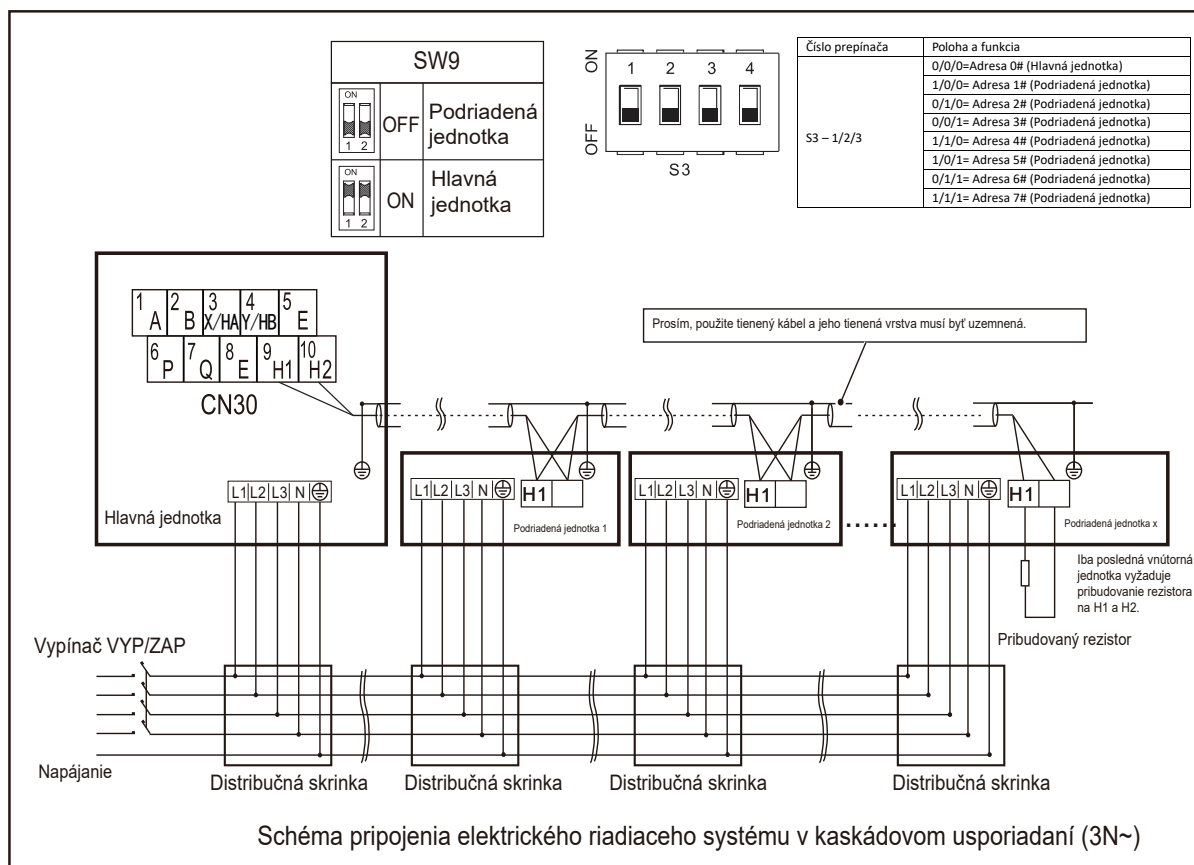 SW9
ON
1 2
OFF
Podriadená
jednotka
ON
1 2
ON
Hlavná
jednotka
ON
OFF
1 2 3 4
S3
Číslo prepínača Poloha a funkcia
S3 – 1/2/3
0/0/0=Adresa 0# (Hlavná jednotka)
1/0/0= Adresa 1# (Podriadená jednotka)
0/1/0= Adresa 2# (Podriadená jednotka)
0/0/1= Adresa 3# (Podriadená jednotka)
1/1/0= Adresa 4# (Podriadená jednotka)
1/0/1= Adresa 5# (Podriadená jednotka)
0/1/1= Adresa 6# (Podriadená jednotka)
1/1/1= Adresa 7# (Podriadená jednotka)
1 A 2 B 3 X/HA 4 Y/HB 5 E
6 P 7 Q 8 E 9 H1 10 H2
CN30
Prosím, použite tienený kábel a jeho tienená vrstva musí byť uzemnená.
L1 L2 L3 N
Hlavná jednotka
L1 L2 L3 N
H1
Podriadená jednotka 1
L1 L2 L3 N
H1
Podriadená jednotka 2
......
L1 L2 L3 N
H1
Podriadená jednotka x
Iba posledná vnútorná
jednotka vyžaduje
pribudovanie rezistora
na H1 a H2.
Pribudovaný rezistor
Vypínač VYP/ZAP
Napájanie
Distribučná skrinka
Distribučná skrinka
Distribučná skrinka
Distribučná skrinka
Schéma pripojenia elektrického riadiaceho systému v kaskádovom usporiadaní (3N~)